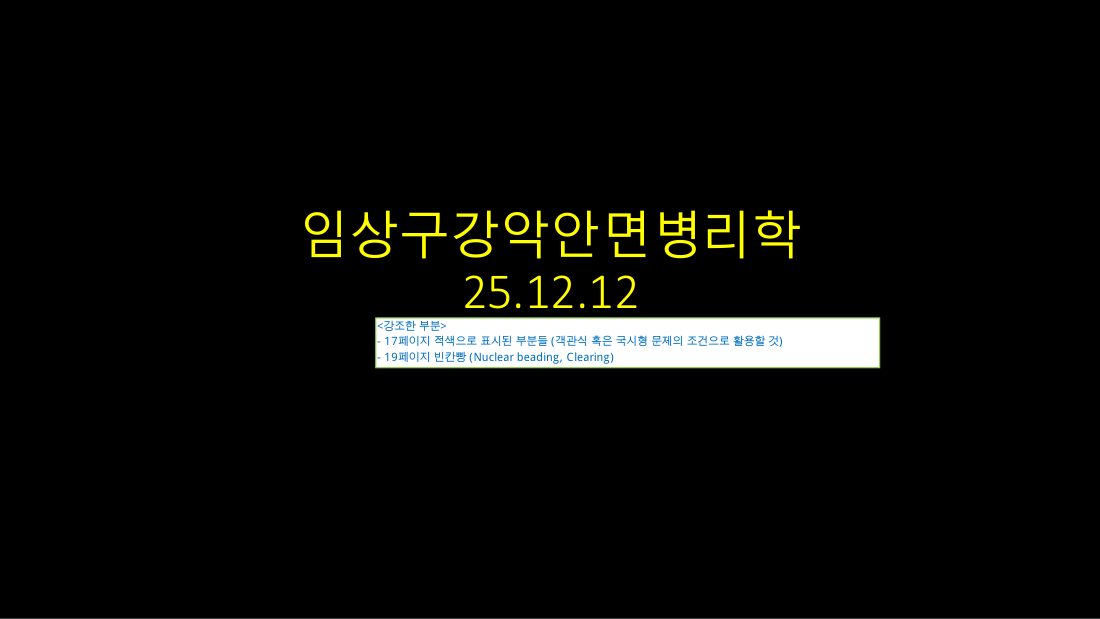 임상구강악안면병리학
25.12.12
<강조한 부분>
- 17페이지 적색으로 표시된 부분들 (객관식 혹은 국시형 문제의 조건으로 활용할 것)
- 19페이지 빈칸빵 (Nuclear beading, Clearing)